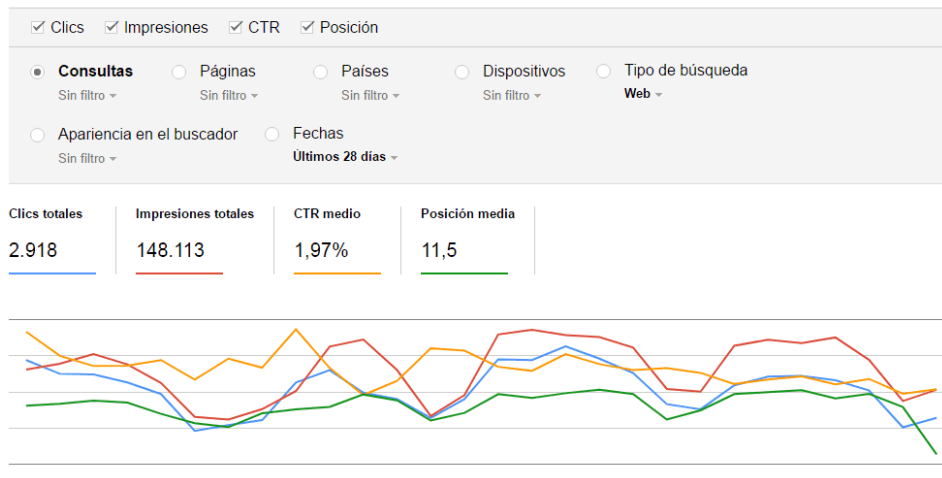 Clics Impresiones CTR Posición
Consultas Páginas Países Dispositivos Tipo de búsqueda
Sin filtro Sin filtro Sin filtro Sin filtro Web
Apariencia en el buscador Fechas
Sin filtro Últimos 28 días
Clics totales Impresiones totales CTR medio Posición media
2.918 148.113 1,97% 11,5